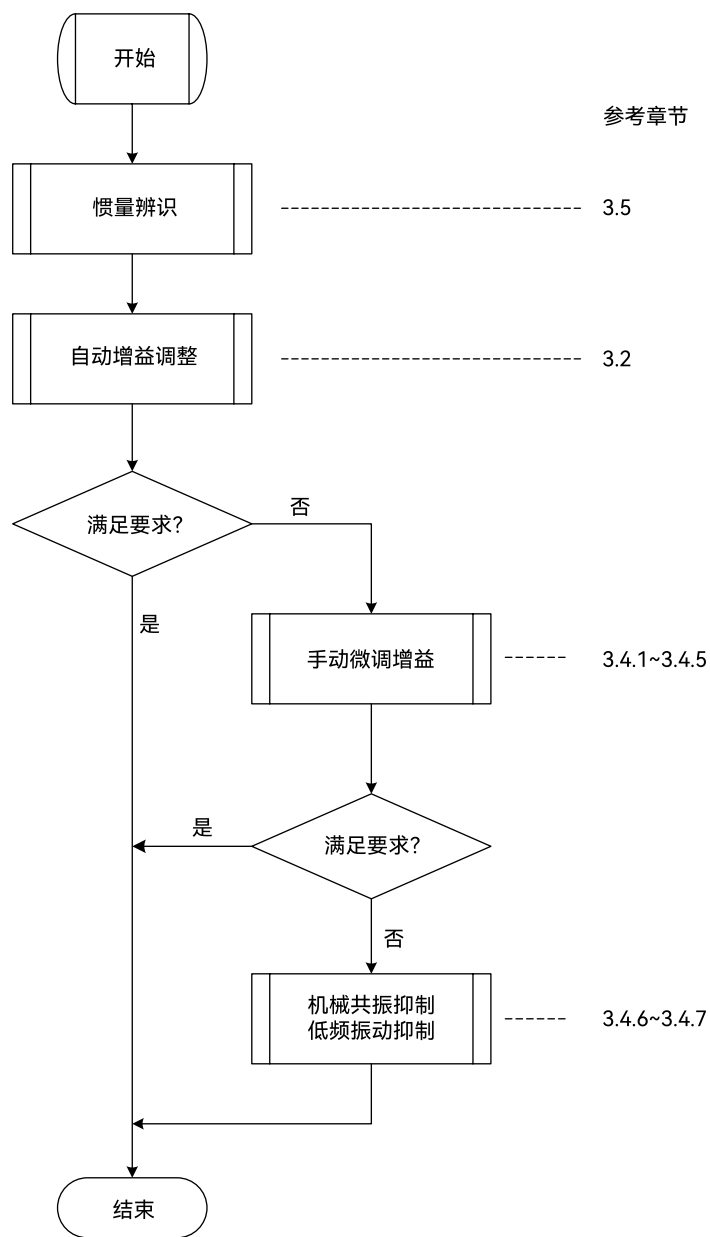 开始
参考章节
惯量辨识
3.5
自动增益调整
3.2
满足要求?
否
是
手动微调增益
3.4.1~3.4.5
是
满足要求?
否
机械共振抑制
低频振动抑制
3.4.6~3.4.7
结束